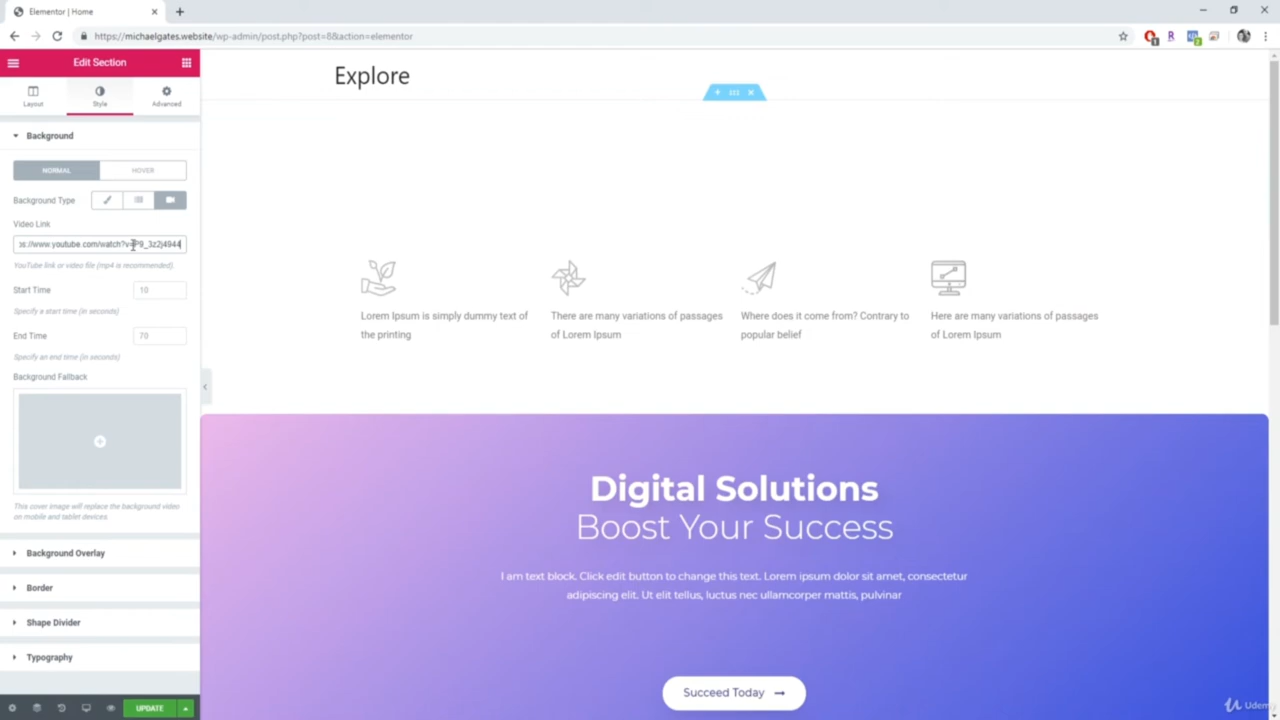 Elementor | Home
https://michaelgates.website/wp-admin/post.php?post=8&action=elementor
Edit Section
Layout
Style
Advanced
Background
NORMAL
HOVER
Background Type
Video Link
os://www.youtube.com/watch?v=P9_3z2j4944
YouTube link or video file (mp4 is recommended).
Start Time
10
Specify a start time (in seconds)
End Time
70
Specify an end time (in seconds)
Background Fallback
This cover image will replace the background video
on mobile and tablet devices.
Background Overlay
Border
Shape Divider
Typography
UPDATE
Explore
Lorem Ipsum is simply dummy text of
the printing
There are many variations of passages
of Lorem Ipsum
Where does it come from? Contrary to
popular belief
Here are many variations of passages
of Lorem Ipsum
Digital Solutions
Boost Your Success
I am text block. Click edit button to change this text. Lorem ipsum dolor sit amet, consectetur
adipiscing elit. Ut elit tellus, luctus nec ullamcorper mattis, pulvinar
Succeed Today
Udemy